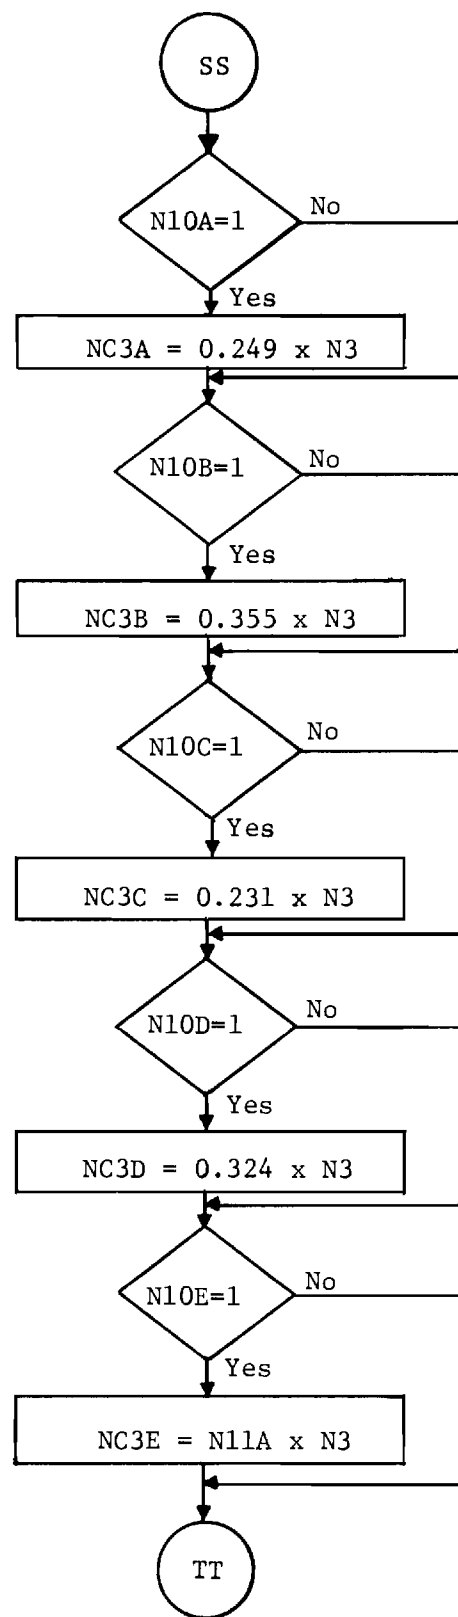 SS
N10A=1
No
Yes
NC3A = 0.249 x N3
N10B=1
No
Yes
NC3B = 0.355 x N3
N10C=1
No
Yes
NC3C = 0.231 x N3
N10D=1
No
Yes
NC3D = 0.324 x N3
N10E=1
No
Yes
NC3E = N11A x N3
TT